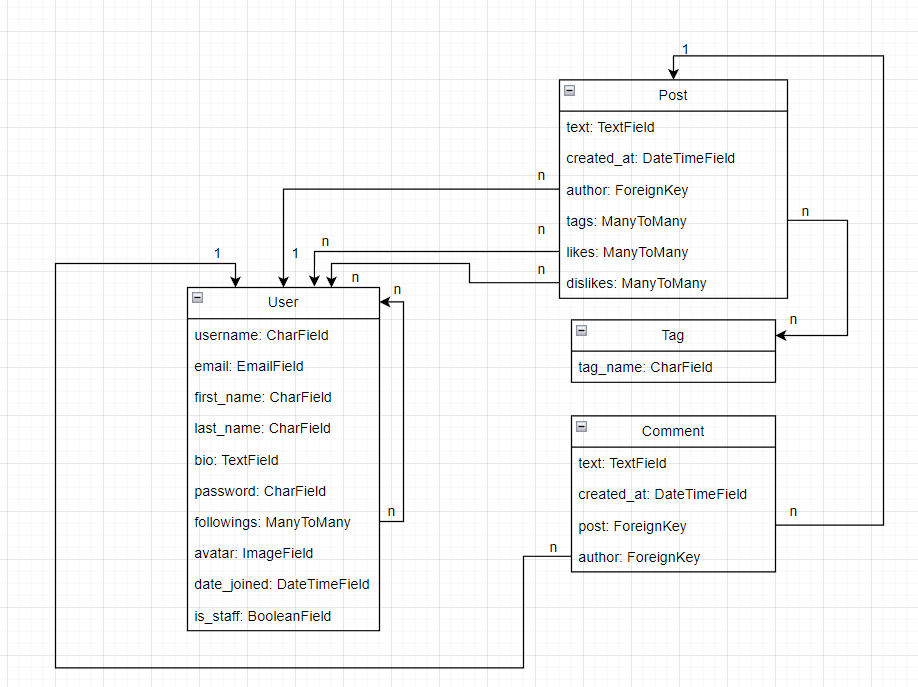 1
Post
text: TextField
created_at: DateTimeField
n
author: ForeignKey
n
tags: ManyToMany
n
n
likes: ManyToMany
1
1
n
n
dislikes: ManyToMany
n
User
username: CharField
email: EmailField
first_name: CharField
last_name: CharField
bio: TextField
password: CharField
n
followings: ManyToMany
avatar: ImageField
date_joined: DateTimeField
is_staff: BooleanField
n
Tag
tag_name: CharField
Comment
text: TextField
created_at: DateTimeField
n
post: ForeignKey
n
author: ForeignKey